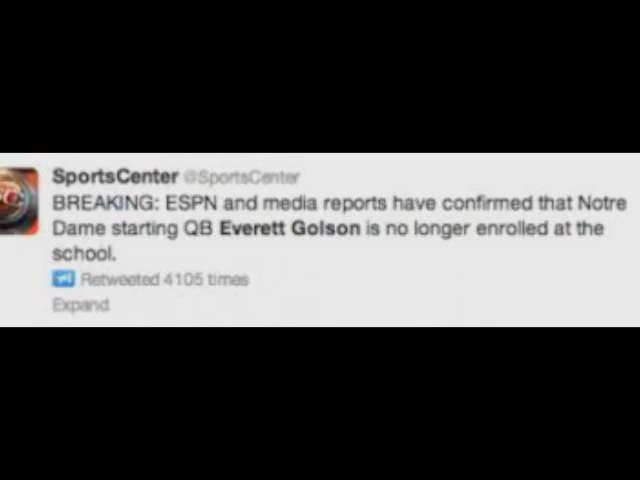 SportsCenter @SportsCenter
BREAKING: ESPN and media reports have confirmed that Notre
Dame starting QB Everett Golson is no longer enrolled at the
school.
Retweeted 4105 times
Expand